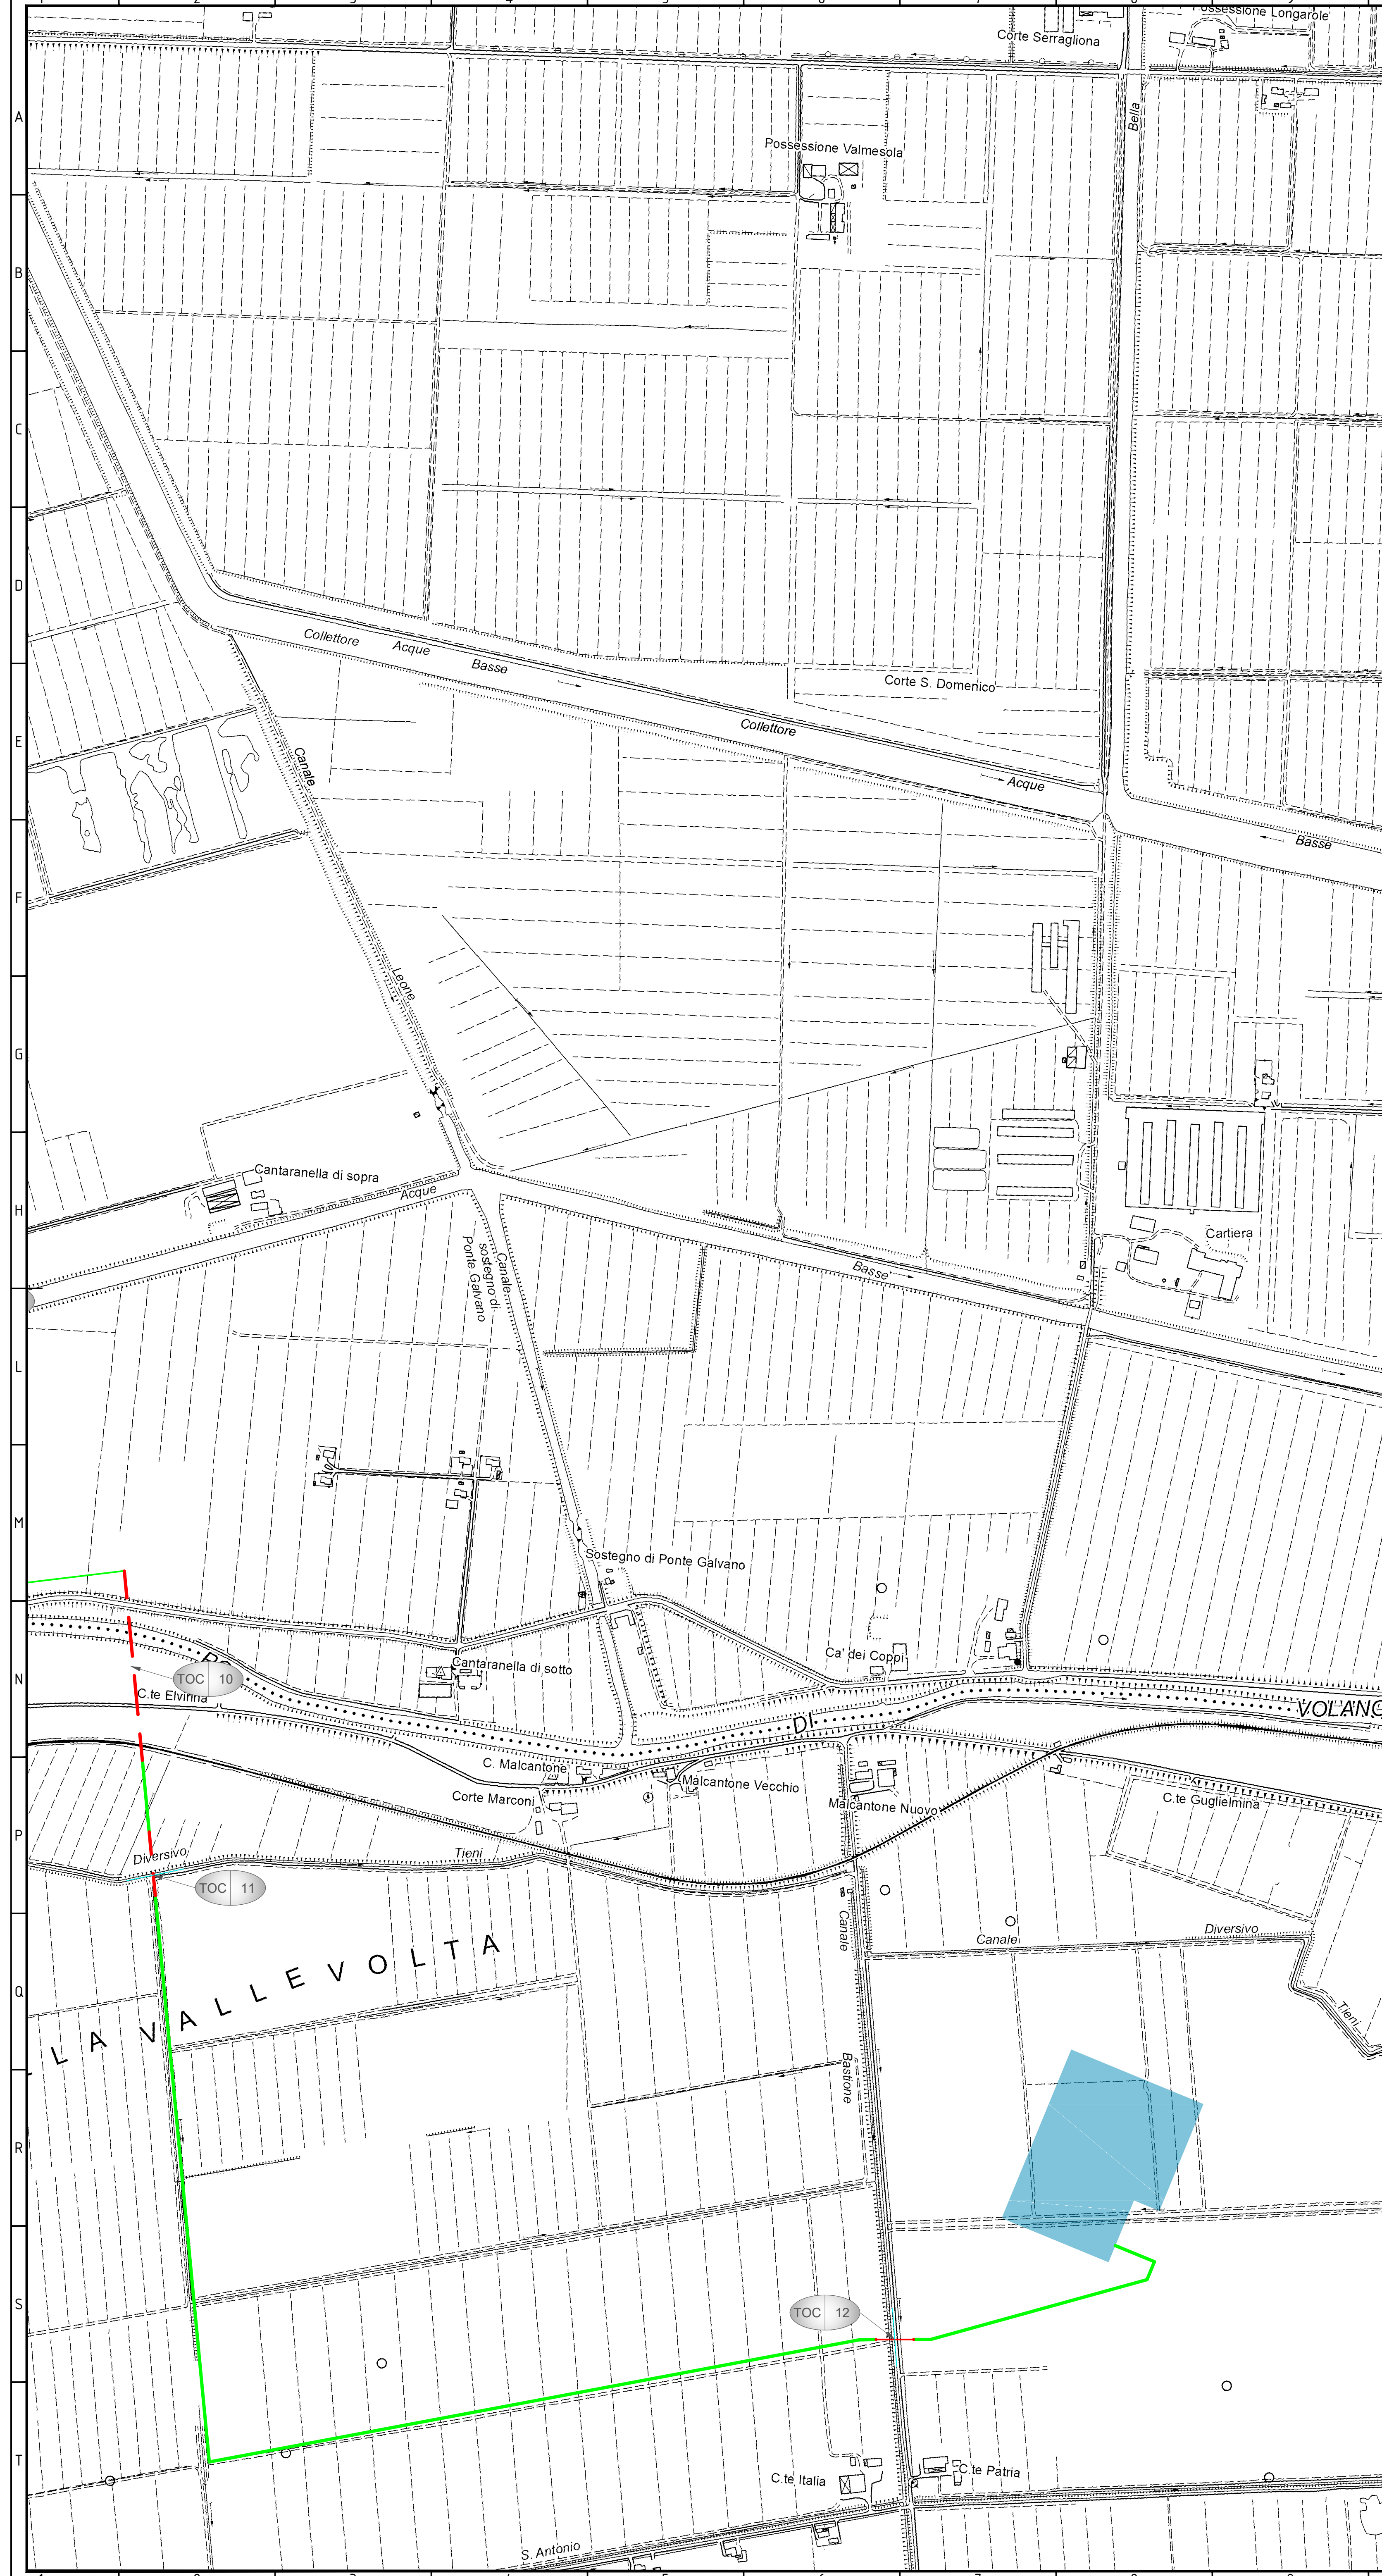 Possessione Longarole
Corte Serragliona
A
Bella
Possessione Valmesola
B
C
D
Collettore Acque Basse
Corte S. Domenico
E
Collettore Acque Basse
Canale
F
Leone
G
Cantaranella di sopra
Acque
H
Canale
sostegno di
Ponte Galvano
Basse
Cartiera
L
M
Sostegno di Ponte Galvano
N
TOC 10
C.te Elvirina
Cantaranella di sotto
Ca' dei Coppi
DI
VOLANO
C. Malcantone
Malcantone Vecchio
Corte Marconi
Malcantone Nuovo
C.te Guglielmina
P
Diversivo
Tieni
TOC 11
Canale
Canale
Diversivo
Tieni
LA VALLEVOLTA
Q
Bastione
R
S
TOC 12
T
C.te Italia
C.te Patria
S. Antonio